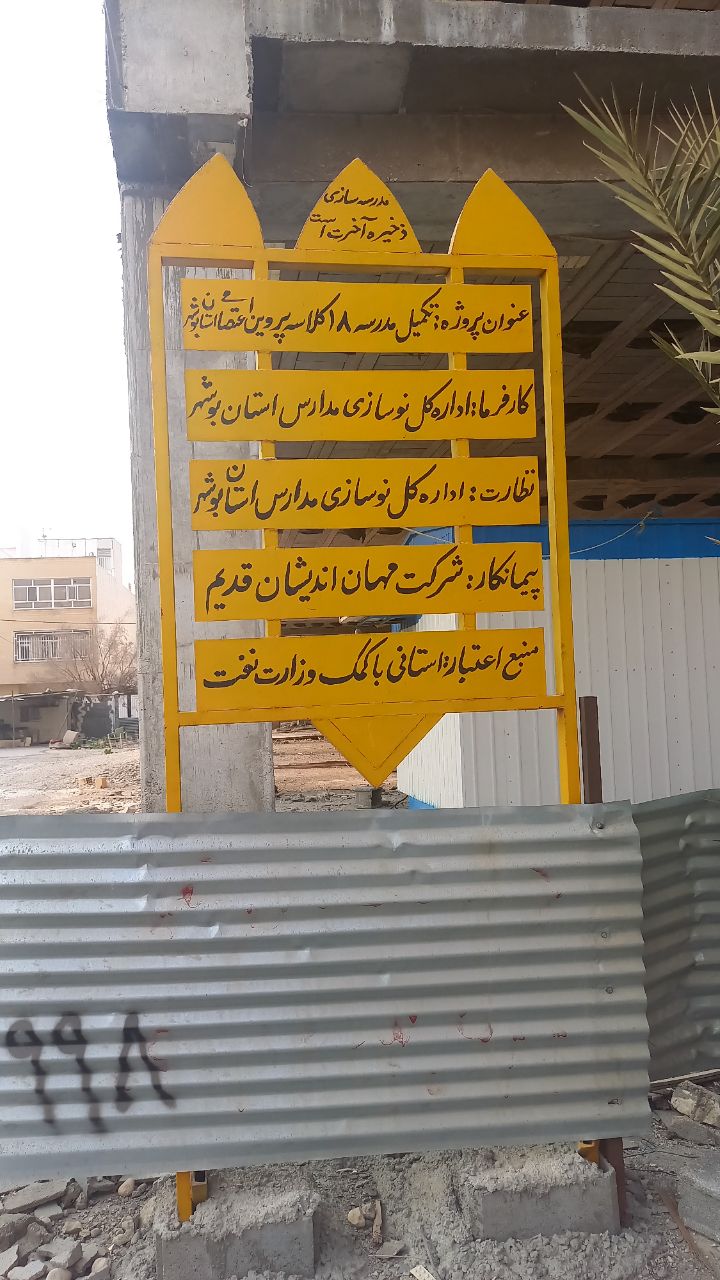 مدرسه سازی
ذخیره آخرت است
عنوان پروژه: تکمیل مدرسه ۱۸ کلاسه پروین اعتصامی استان بوشهر
کارفرما: اداره کل نوسازی مدارس استان بوشهر
نظارت: اداره کل نوسازی مدارس استان بوشهر
پیمانکار: شرکت مهان اندیشان قدیم
منبع اعتبار: استانی با کمک وزارت نفت
۹۹۸